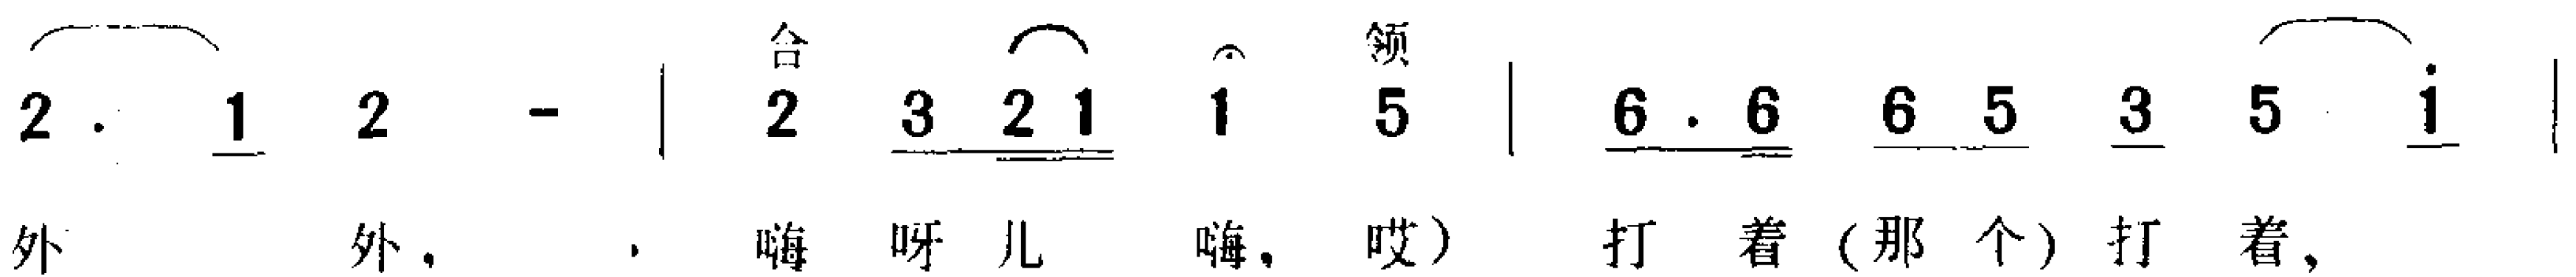 合 领
2 . 1 2 - | 2 3 2 1 1 5 | 6 . 6 6 5 3 5 i |
外 外, 嗨 呀 儿 嗨, 哎) 打 着 (那 个) 打 着,